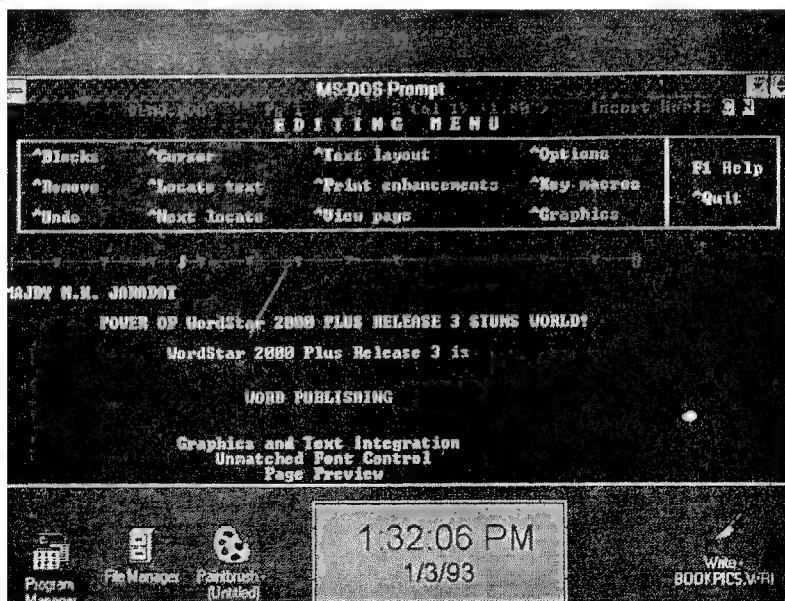 MS-DOS Prompt
Insert
EDITING MENU
^Blocks ^Cursor ^Text layout ^Options
F1 Help
^Remove ^Locate text ^Print enhancements ^Key macros
^Quit
^Undo ^Next locate ^View page ^Graphics
MAJDY N.M. JARADAT
POWER OF WordStar 2000 PLUS RELEASE 3 STUNS WORLD!
WordStar 2000 Plus Release 3 is
WORD PUBLISHING
Graphics and Text Integration
Unmatched Font Control
Page Preview
1:32:06 PM
1/3/93
Program
Manager
File Manager
Paintbrush -
(Untitled)
Write -
BOOKPICS.WRI